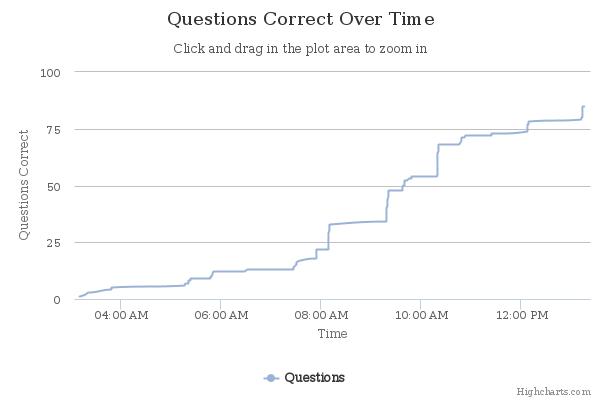 Questions Correct Over Time
Click and drag in the plot area to zoom in
Questions Correct
100
75
50
25
0
04:00 AM 06:00 AM 08:00 AM 10:00 AM 12:00 PM
Time
Questions
Highcharts.com